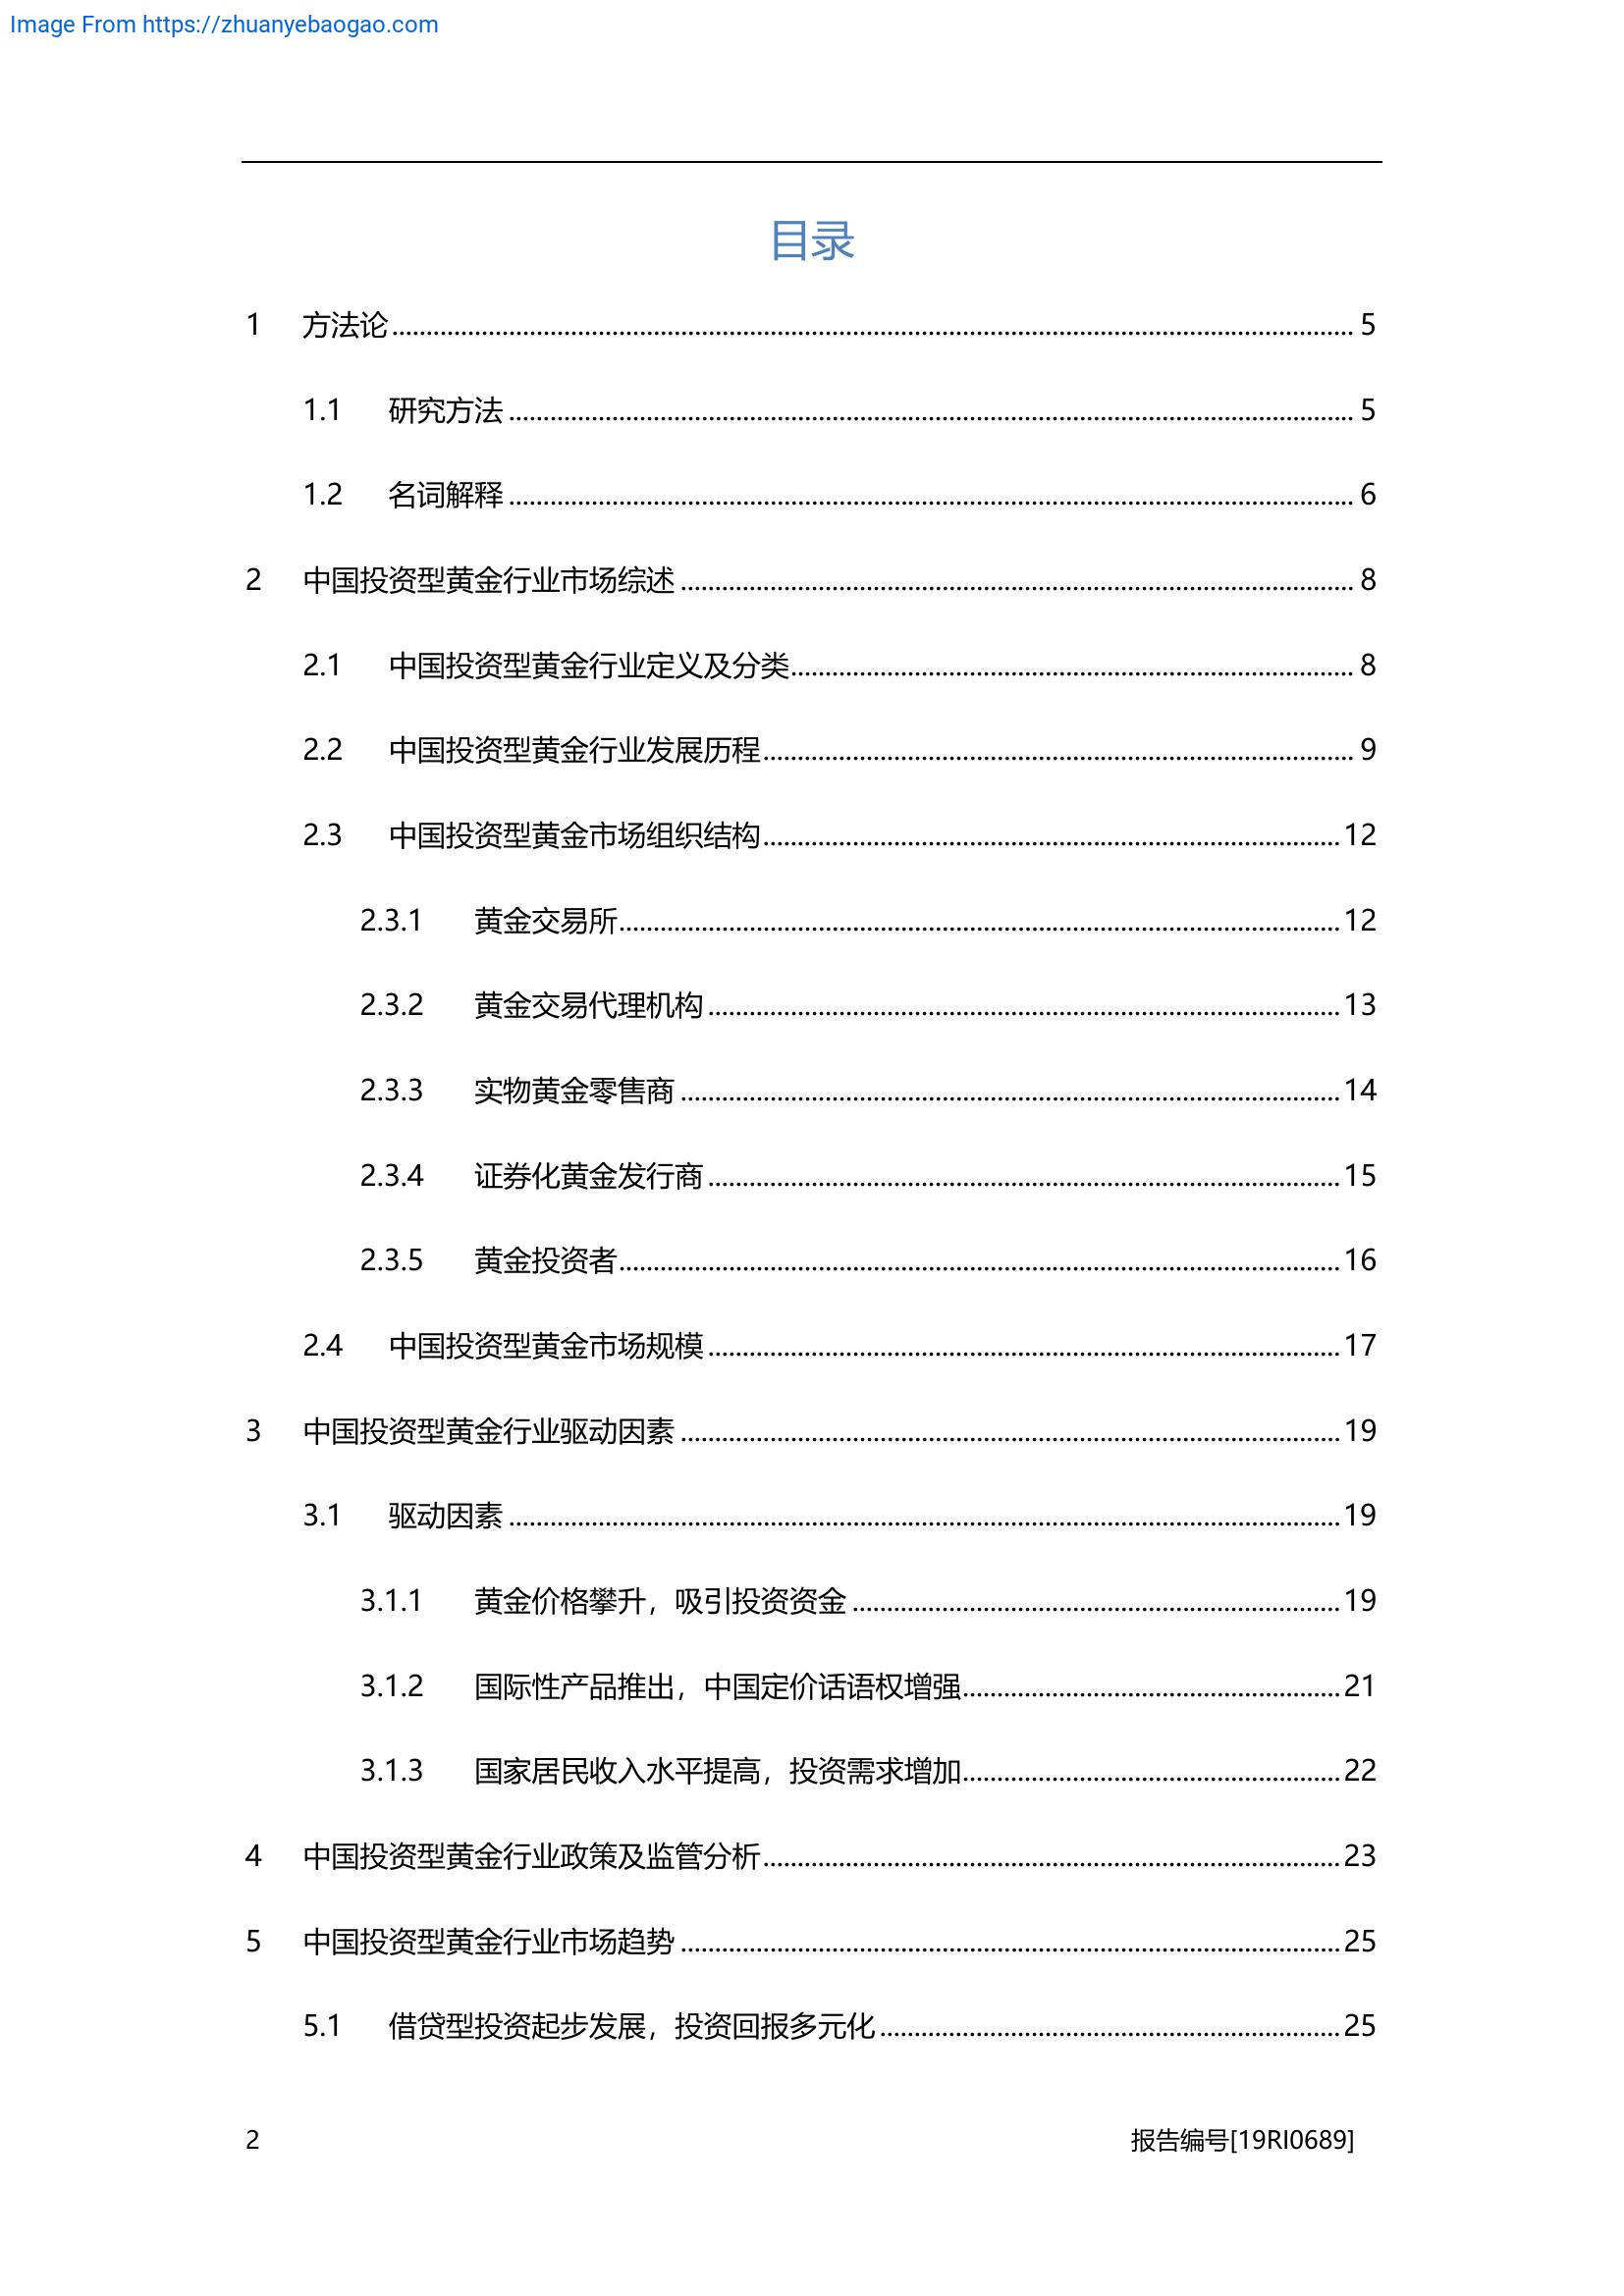 Image From https://zhuanyebaogao.com
目录
1 方法论 5
1.1 研究方法 5
1.2 名词解释 6
2 中国投资型黄金行业市场综述 8
2.1 中国投资型黄金行业定义及分类 8
2.2 中国投资型黄金行业发展历程 9
2.3 中国投资型黄金市场组织结构 12
2.3.1 黄金交易所 12
2.3.2 黄金交易代理机构 13
2.3.3 实物黄金零售商 14
2.3.4 证券化黄金发行商 15
2.3.5 黄金投资者 16
2.4 中国投资型黄金市场规模 17
3 中国投资型黄金行业驱动因素 19
3.1 驱动因素 19
3.1.1 黄金价格攀升，吸引投资资金 19
3.1.2 国际性产品推出，中国定价话语权增强 21
3.1.3 国家居民收入水平提高，投资需求增加 22
4 中国投资型黄金行业政策及监管分析 23
5 中国投资型黄金行业市场趋势 25
5.1 借贷型投资起步发展，投资回报多元化 25
2 报告编号[19RI0689]